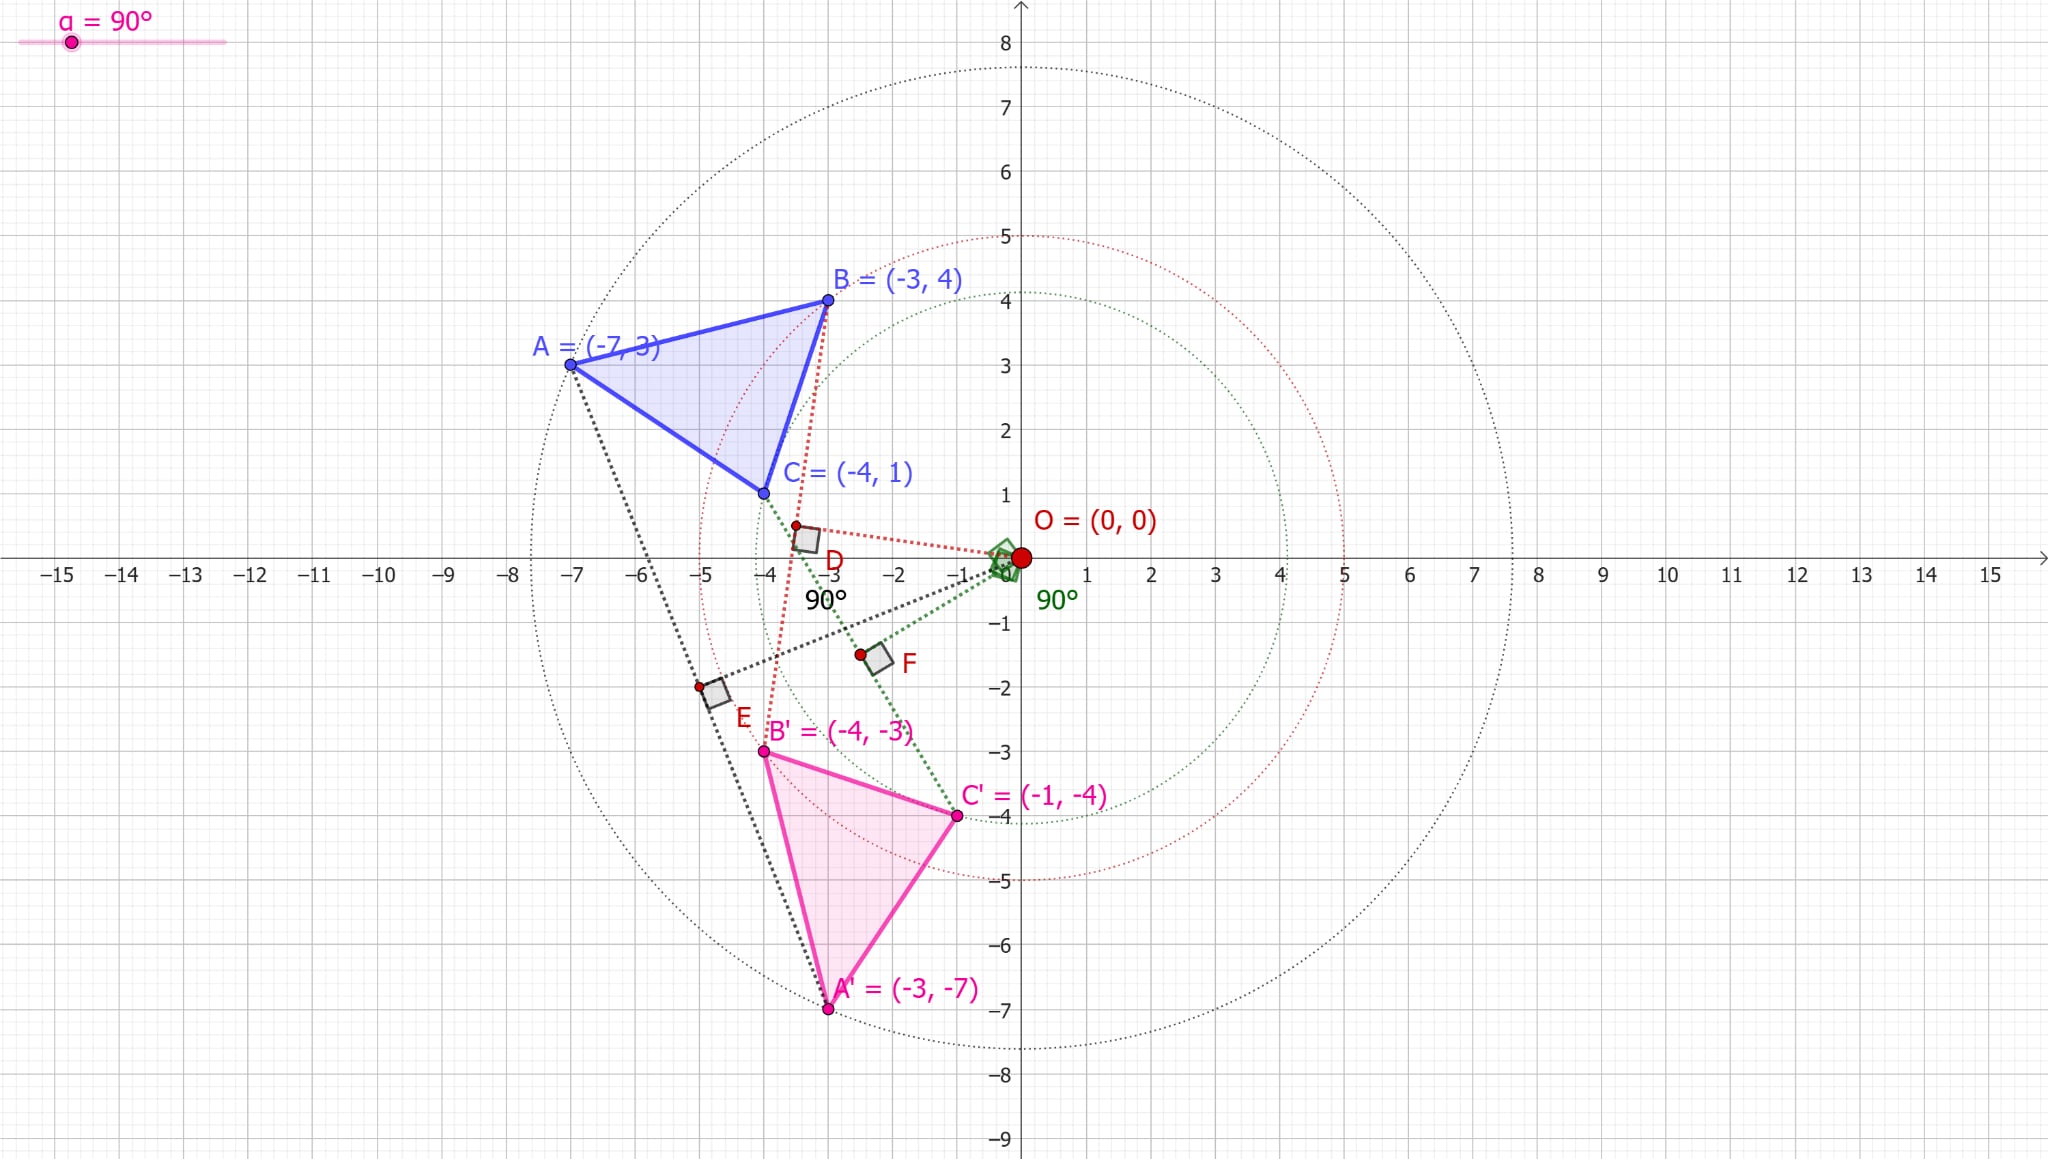 α = 90°
8
7
6
5
B = (-3, 4)
4
A = (-7, 3)
3
2
C = (-4, 1)
1
O = (0, 0)
D
−15 −14 −13 −12 −11 −10 −9 −8 −7 −6 −5 −4 −3 −2 −1 0 1 2 3 4 5 6 7 8 9 10 11 12 13 14 15
90° 90°
−1
F
−2
E
B' = (-4, -3)
−3
C' = (-1, -4)
−4
−5
−6
A' = (-3, -7)
−7
−8
−9